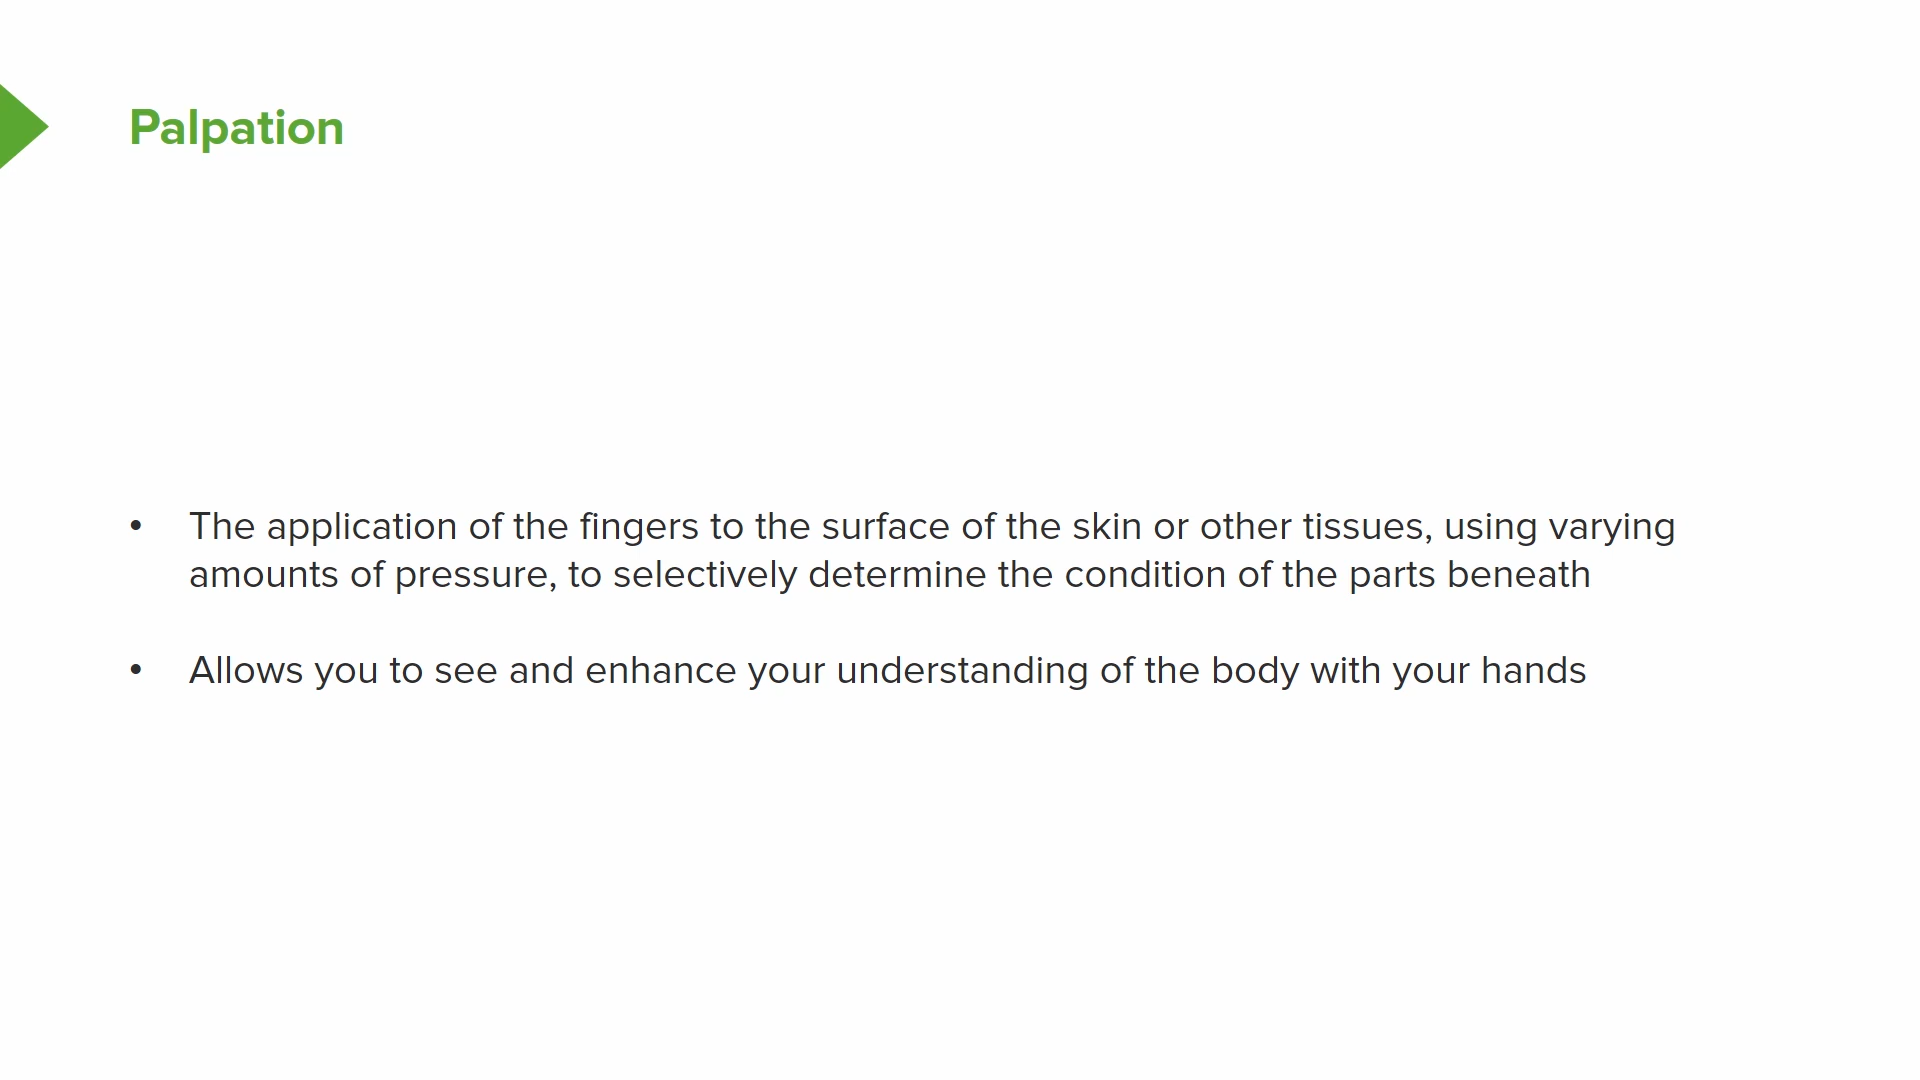 Palpation
• The application of the fingers to the surface of the skin or other tissues, using varying
amounts of pressure, to selectively determine the condition of the parts beneath
• Allows you to see and enhance your understanding of the body with your hands